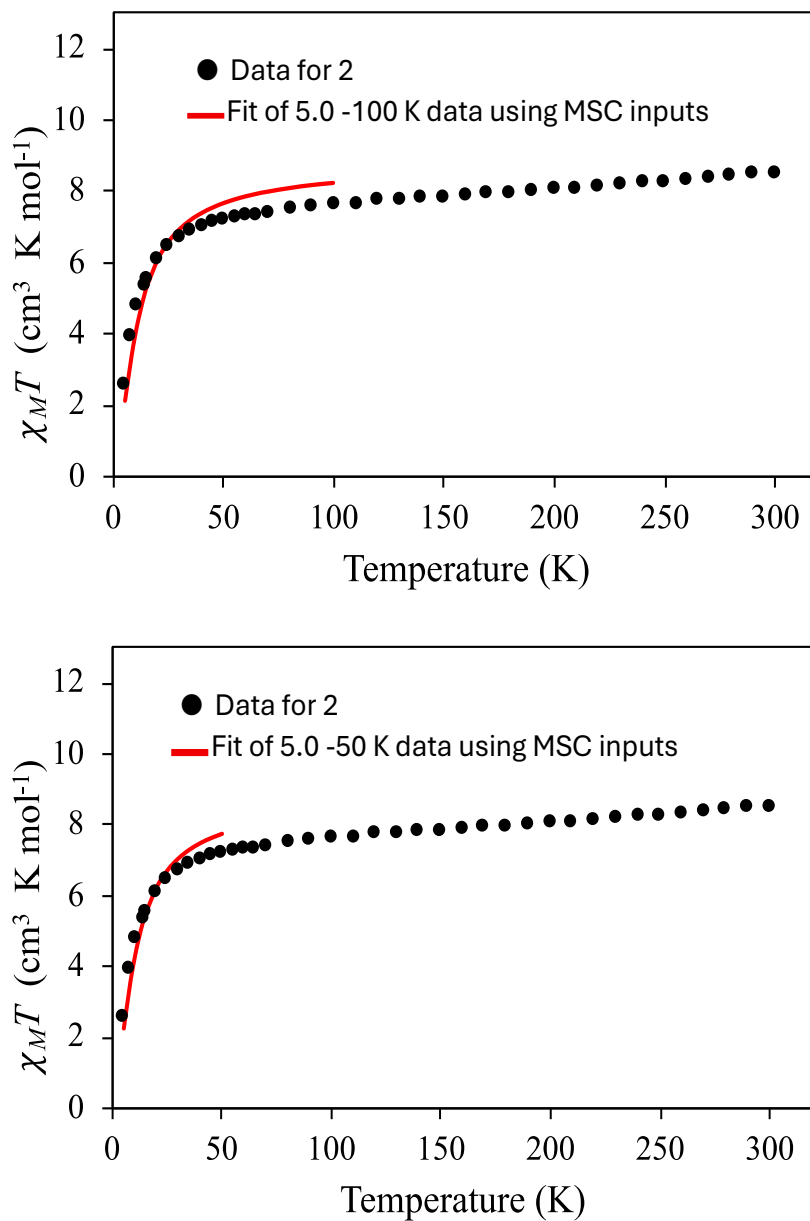 12
10
8
6
4
2
0
χMT (cm³ K mol⁻¹)
Data for 2
Fit of 5.0 -100 K data using MSC inputs
0 50 100 150 200 250 300
Temperature (K)
12
10
8
6
4
2
0
χMT (cm³ K mol⁻¹)
Data for 2
Fit of 5.0 -50 K data using MSC inputs
0 50 100 150 200 250 300
Temperature (K)